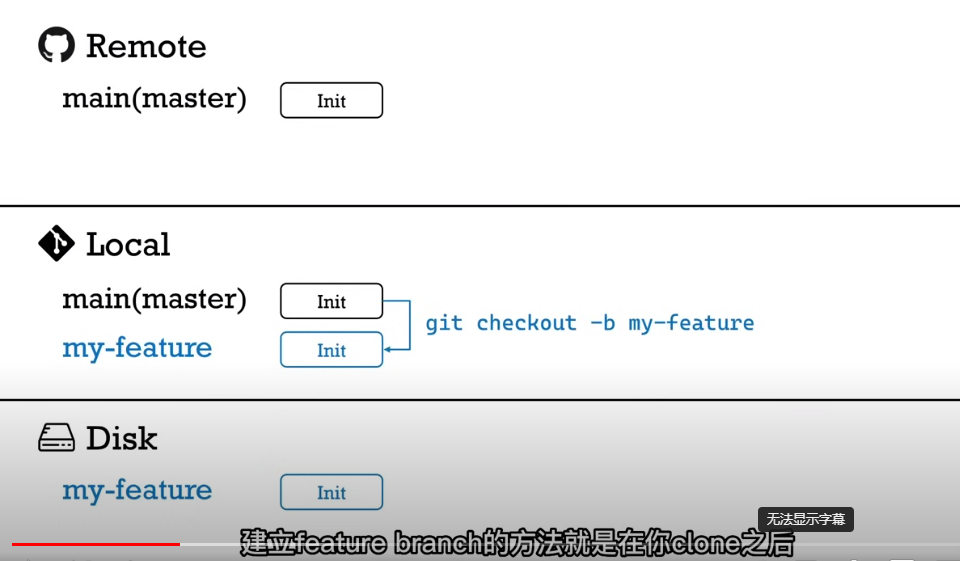 Remote
main(master) Init
Local
main(master) Init
git checkout -b my-feature
my-feature Init
Disk
my-feature Init
无法显示字幕
建立feature branch的方法就是在你clone之后